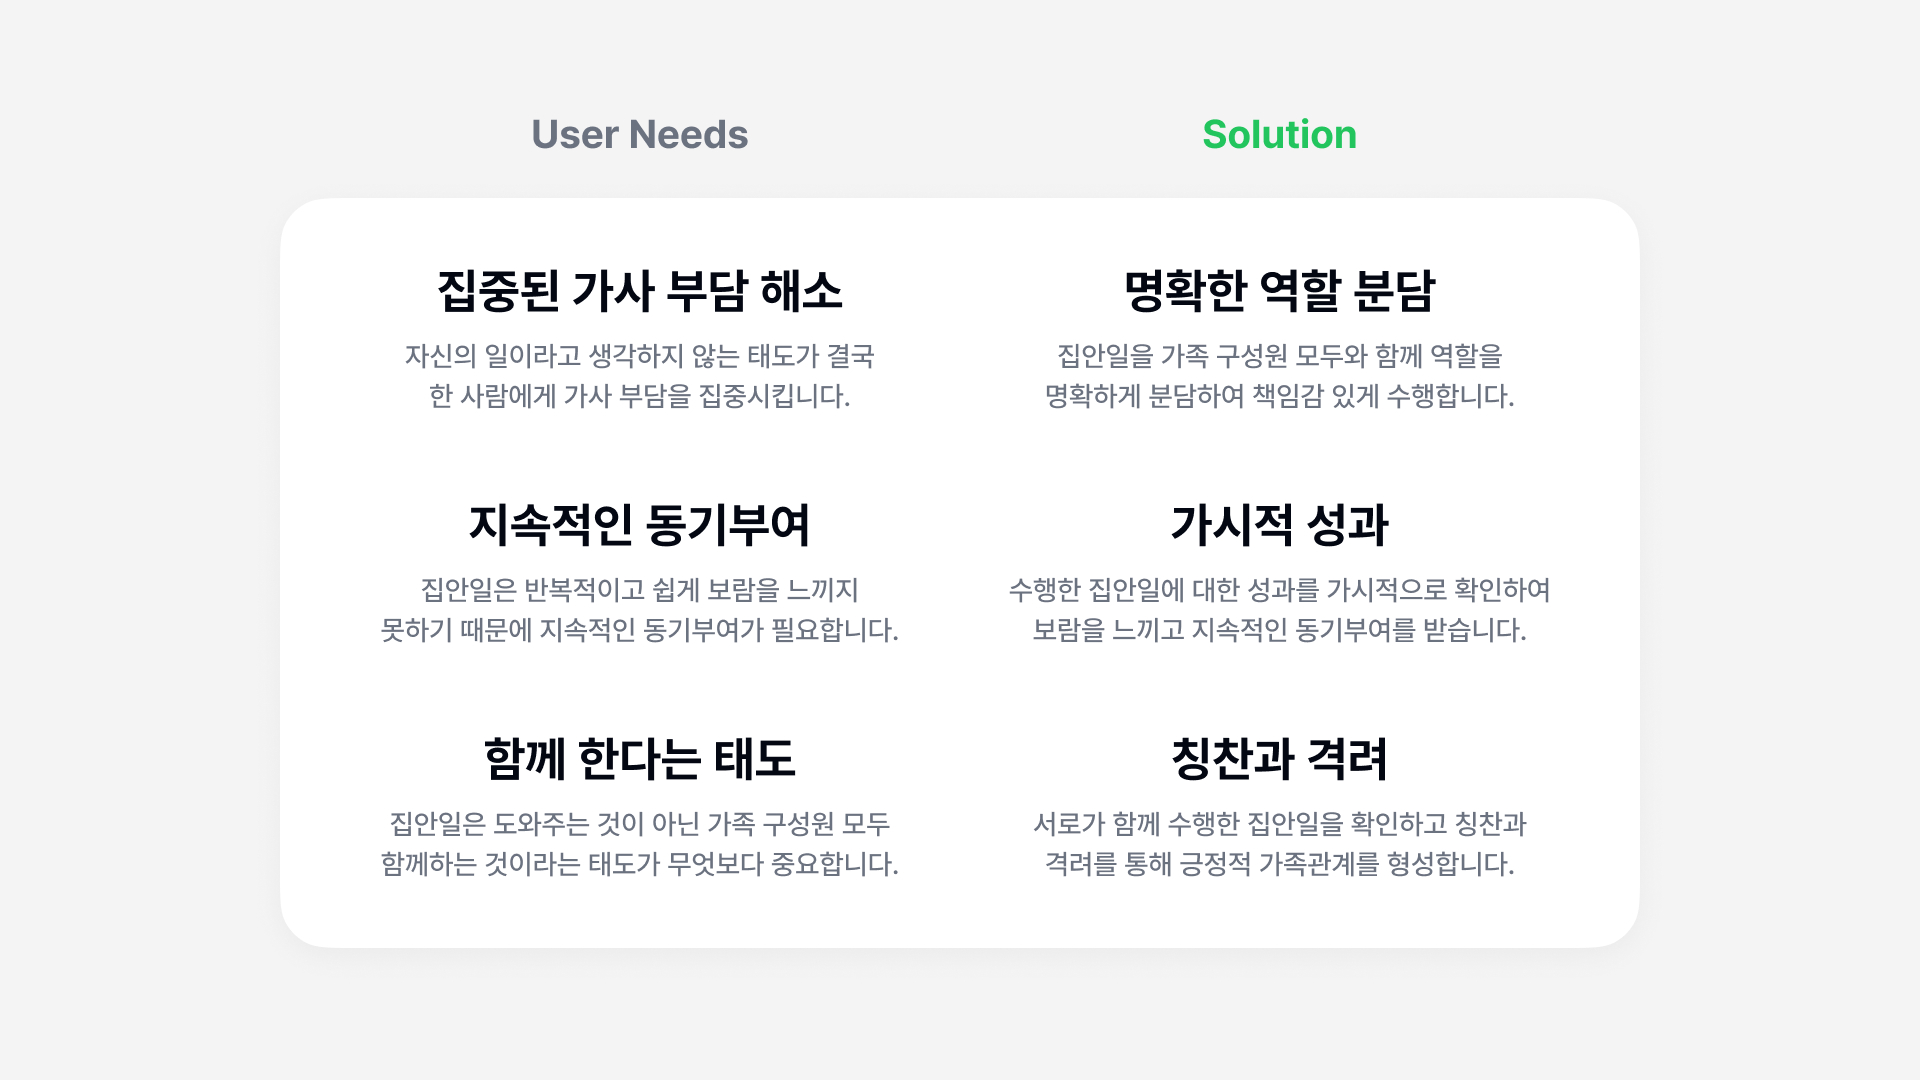 User Needs
Solution
집중된 가사 부담 해소
자신의 일이라고 생각하지 않는 태도가 결국
한 사람에게 가사 부담을 집중시킵니다.
명확한 역할 분담
집안일을 가족 구성원 모두와 함께 역할을
명확하게 분담하여 책임감 있게 수행합니다.
지속적인 동기부여
집안일은 반복적이고 쉽게 보람을 느끼지
못하기 때문에 지속적인 동기부여가 필요합니다.
가시적 성과
수행한 집안일에 대한 성과를 가시적으로 확인하여
보람을 느끼고 지속적인 동기부여를 받습니다.
함께 한다는 태도
집안일은 도와주는 것이 아닌 가족 구성원 모두
함께하는 것이라는 태도가 무엇보다 중요합니다.
칭찬과 격려
서로가 함께 수행한 집안일을 확인하고 칭찬과
격려를 통해 긍정적 가족관계를 형성합니다.